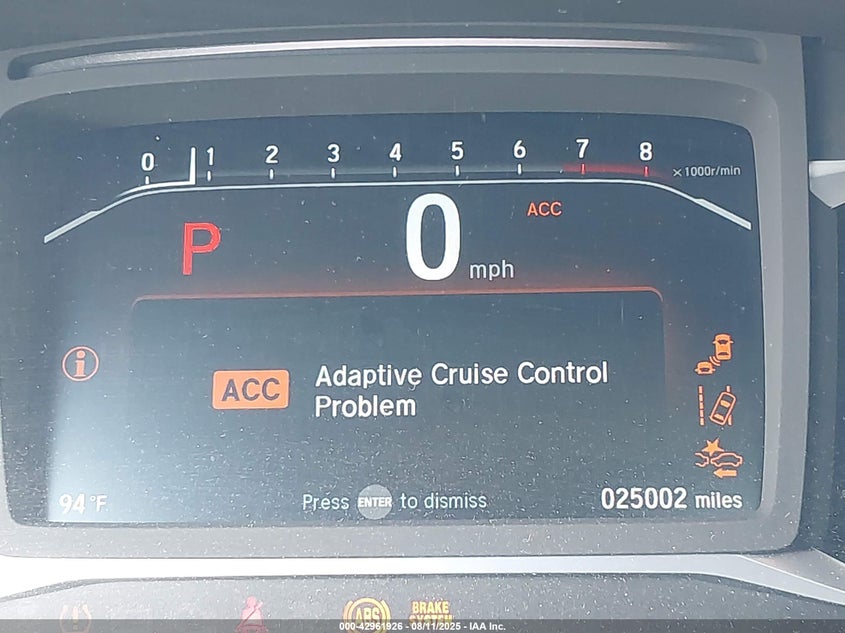 0 1 2 3 4 5 6 7 8
×1000r/min
P 0 mph ACC
i
ACC Adaptive Cruise Control
Problem
94°F Press ENTER to dismiss 025002 miles
ABS BRAKE
SYSTEM
000-42961926 - 08/11/2025 - IAA Inc.